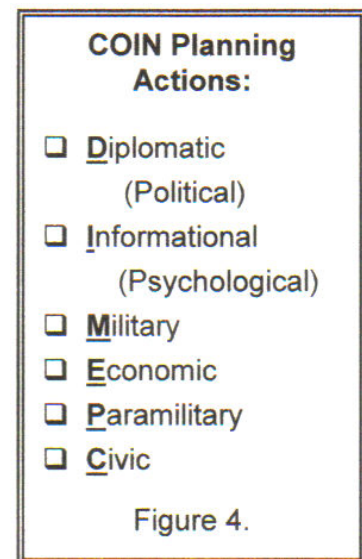 COIN Planning
Actions:
❑ Diplomatic
(Political)
❑ Informational
(Psychological)
❑ Military
❑ Economic
❑ Paramilitary
❑ Civic
Figure 4.